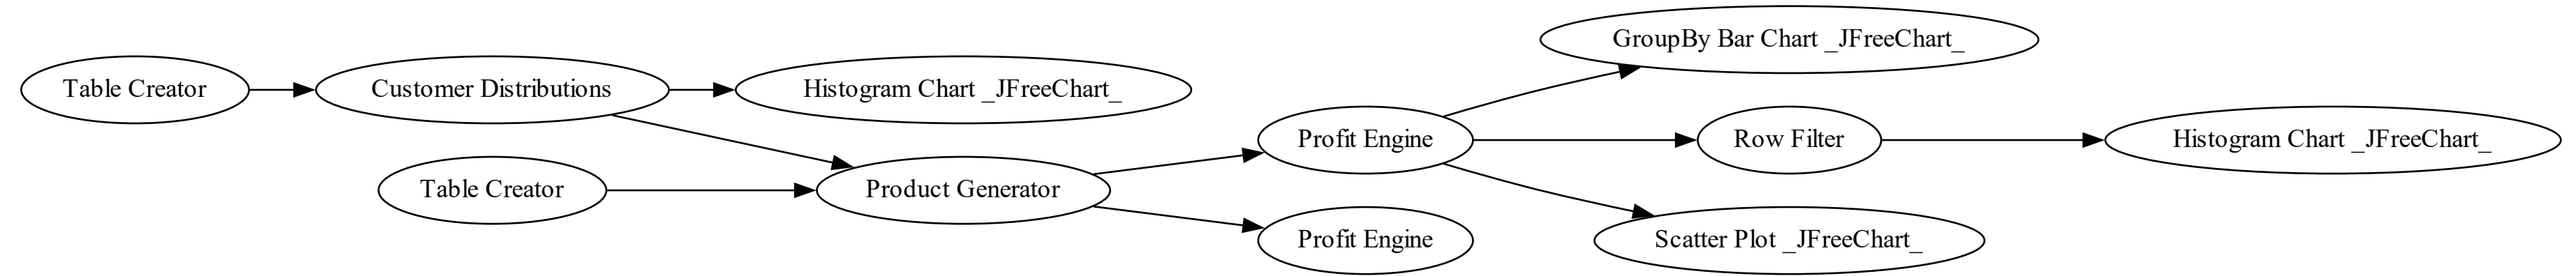 Table Creator
Customer Distributions
Histogram Chart _JFreeChart_
Table Creator
Product Generator
Profit Engine
Profit Engine
GroupBy Bar Chart _JFreeChart_
Row Filter
Histogram Chart _JFreeChart_
Scatter Plot _JFreeChart_